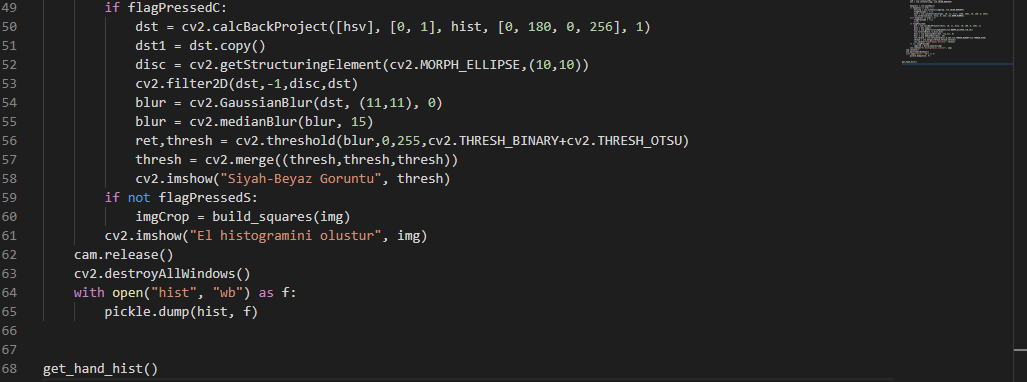 49 if flagPressedC:
50 dst = cv2.calcBackProject([hsv], [0, 1], hist, [0, 180, 0, 256], 1)
51 dst1 = dst.copy()
52 disc = cv2.getStructuringElement(cv2.MORPH_ELLIPSE,(10,10))
53 cv2.filter2D(dst,-1,disc,dst)
54 blur = cv2.GaussianBlur(dst, (11,11), 0)
55 blur = cv2.medianBlur(blur, 15)
56 ret,thresh = cv2.threshold(blur,0,255,cv2.THRESH_BINARY+cv2.THRESH_OTSU)
57 thresh = cv2.merge((thresh,thresh,thresh))
58 cv2.imshow("Siyah-Beyaz Goruntu", thresh)
59 if not flagPressedS:
60 imgCrop = build_squares(img)
61 cv2.imshow("El histogramini olustur", img)
62 cam.release()
63 cv2.destroyAllWindows()
64 with open("hist", "wb") as f:
65 pickle.dump(hist, f)
66
67
68 get_hand_hist()